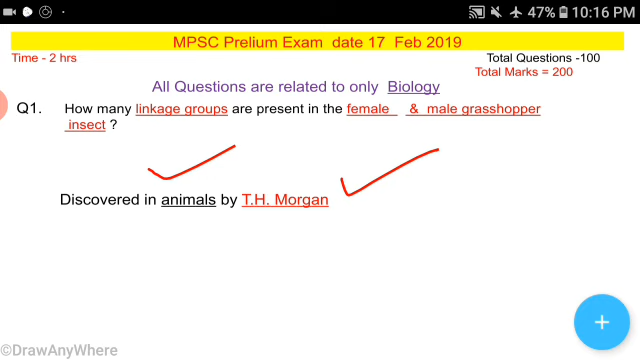 47% 10:16 PM
MPSC Prelium Exam date 17 Feb 2019
Time - 2 hrs
Total Questions -100
Total Marks = 200
All Questions are related to only Biology
Q1. How many linkage groups are present in the female & male grasshopper
insect ?
Discovered in animals by T.H. Morgan
©DrawAnyWhere